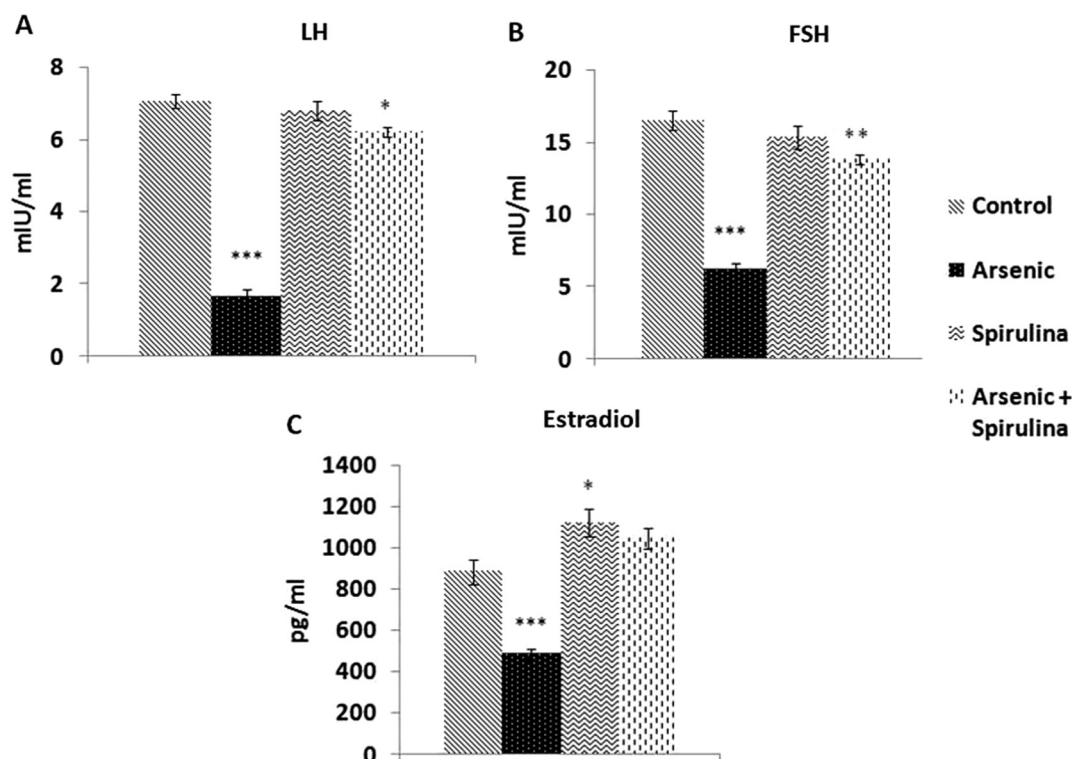 A
LH
8
6
4
2
0
mIU/ml
***
*
B
FSH
20
15
10
5
0
mIU/ml
***
**
Control
Arsenic
Spirulina
Arsenic +
Spirulina
C
Estradiol
1400
1200
1000
800
600
400
200
0
pg/ml
***
*